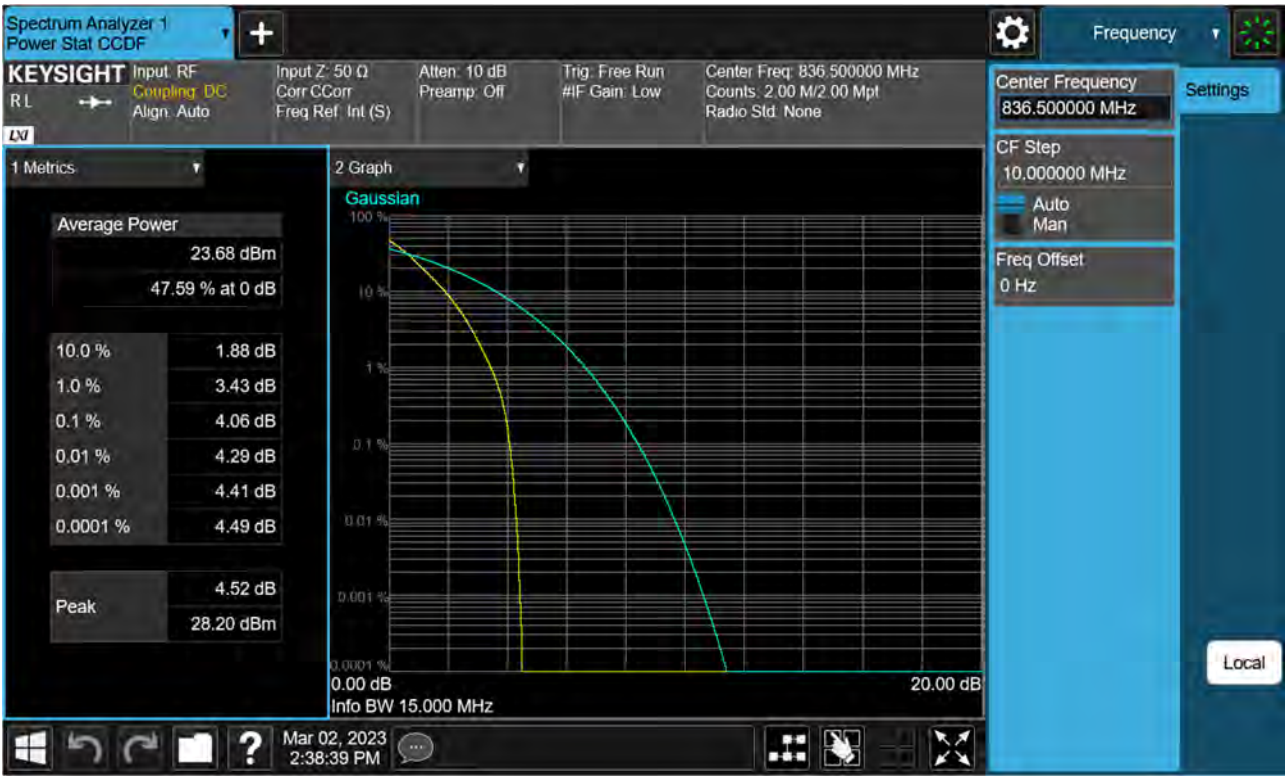 Spectrum Analyzer 1
Power Stat CCDF
+
Frequency
KEYSIGHT
RL
LXI
Input: RF
Coupling: DC
Align: Auto
Input Z: 50 Ω
Corr CCorr
Freq Ref: Int (S)
Atten: 10 dB
Preamp: Off
Trig: Free Run
#IF Gain: Low
Center Freq: 836.500000 MHz
Counts: 2.00 M/2.00 Mpt
Radio Std: None
Center Frequency
836.500000 MHz
Settings
CF Step
10.000000 MHz
Auto
Man
Freq Offset
0 Hz
1 Metrics
Average Power
23.68 dBm
47.59 % at 0 dB
10.0 % 1.88 dB
1.0 % 3.43 dB
0.1 % 4.06 dB
0.01 % 4.29 dB
0.001 % 4.41 dB
0.0001 % 4.49 dB
Peak
4.52 dB
28.20 dBm
2 Graph
Gaussian
100 %
10 %
1 %
0.1 %
0.01 %
0.001 %
0.0001 %
0.00 dB
20.00 dB
Info BW 15.000 MHz
Local
?
Mar 02, 2023
2:38:39 PM